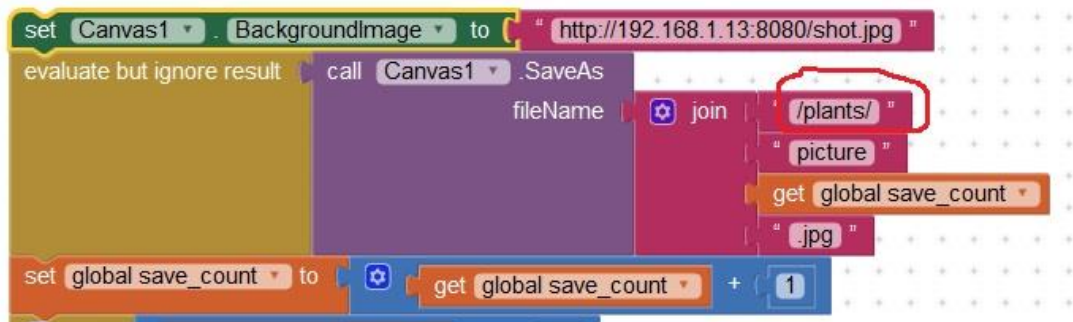 set Canvas1 . BackgroundImage to " http://192.168.1.13:8080/shot.jpg "
evaluate but ignore result call Canvas1 .SaveAs
fileName join " /plants/ "
" picture "
get global save_count
" .jpg "
set global save_count to get global save_count + 1